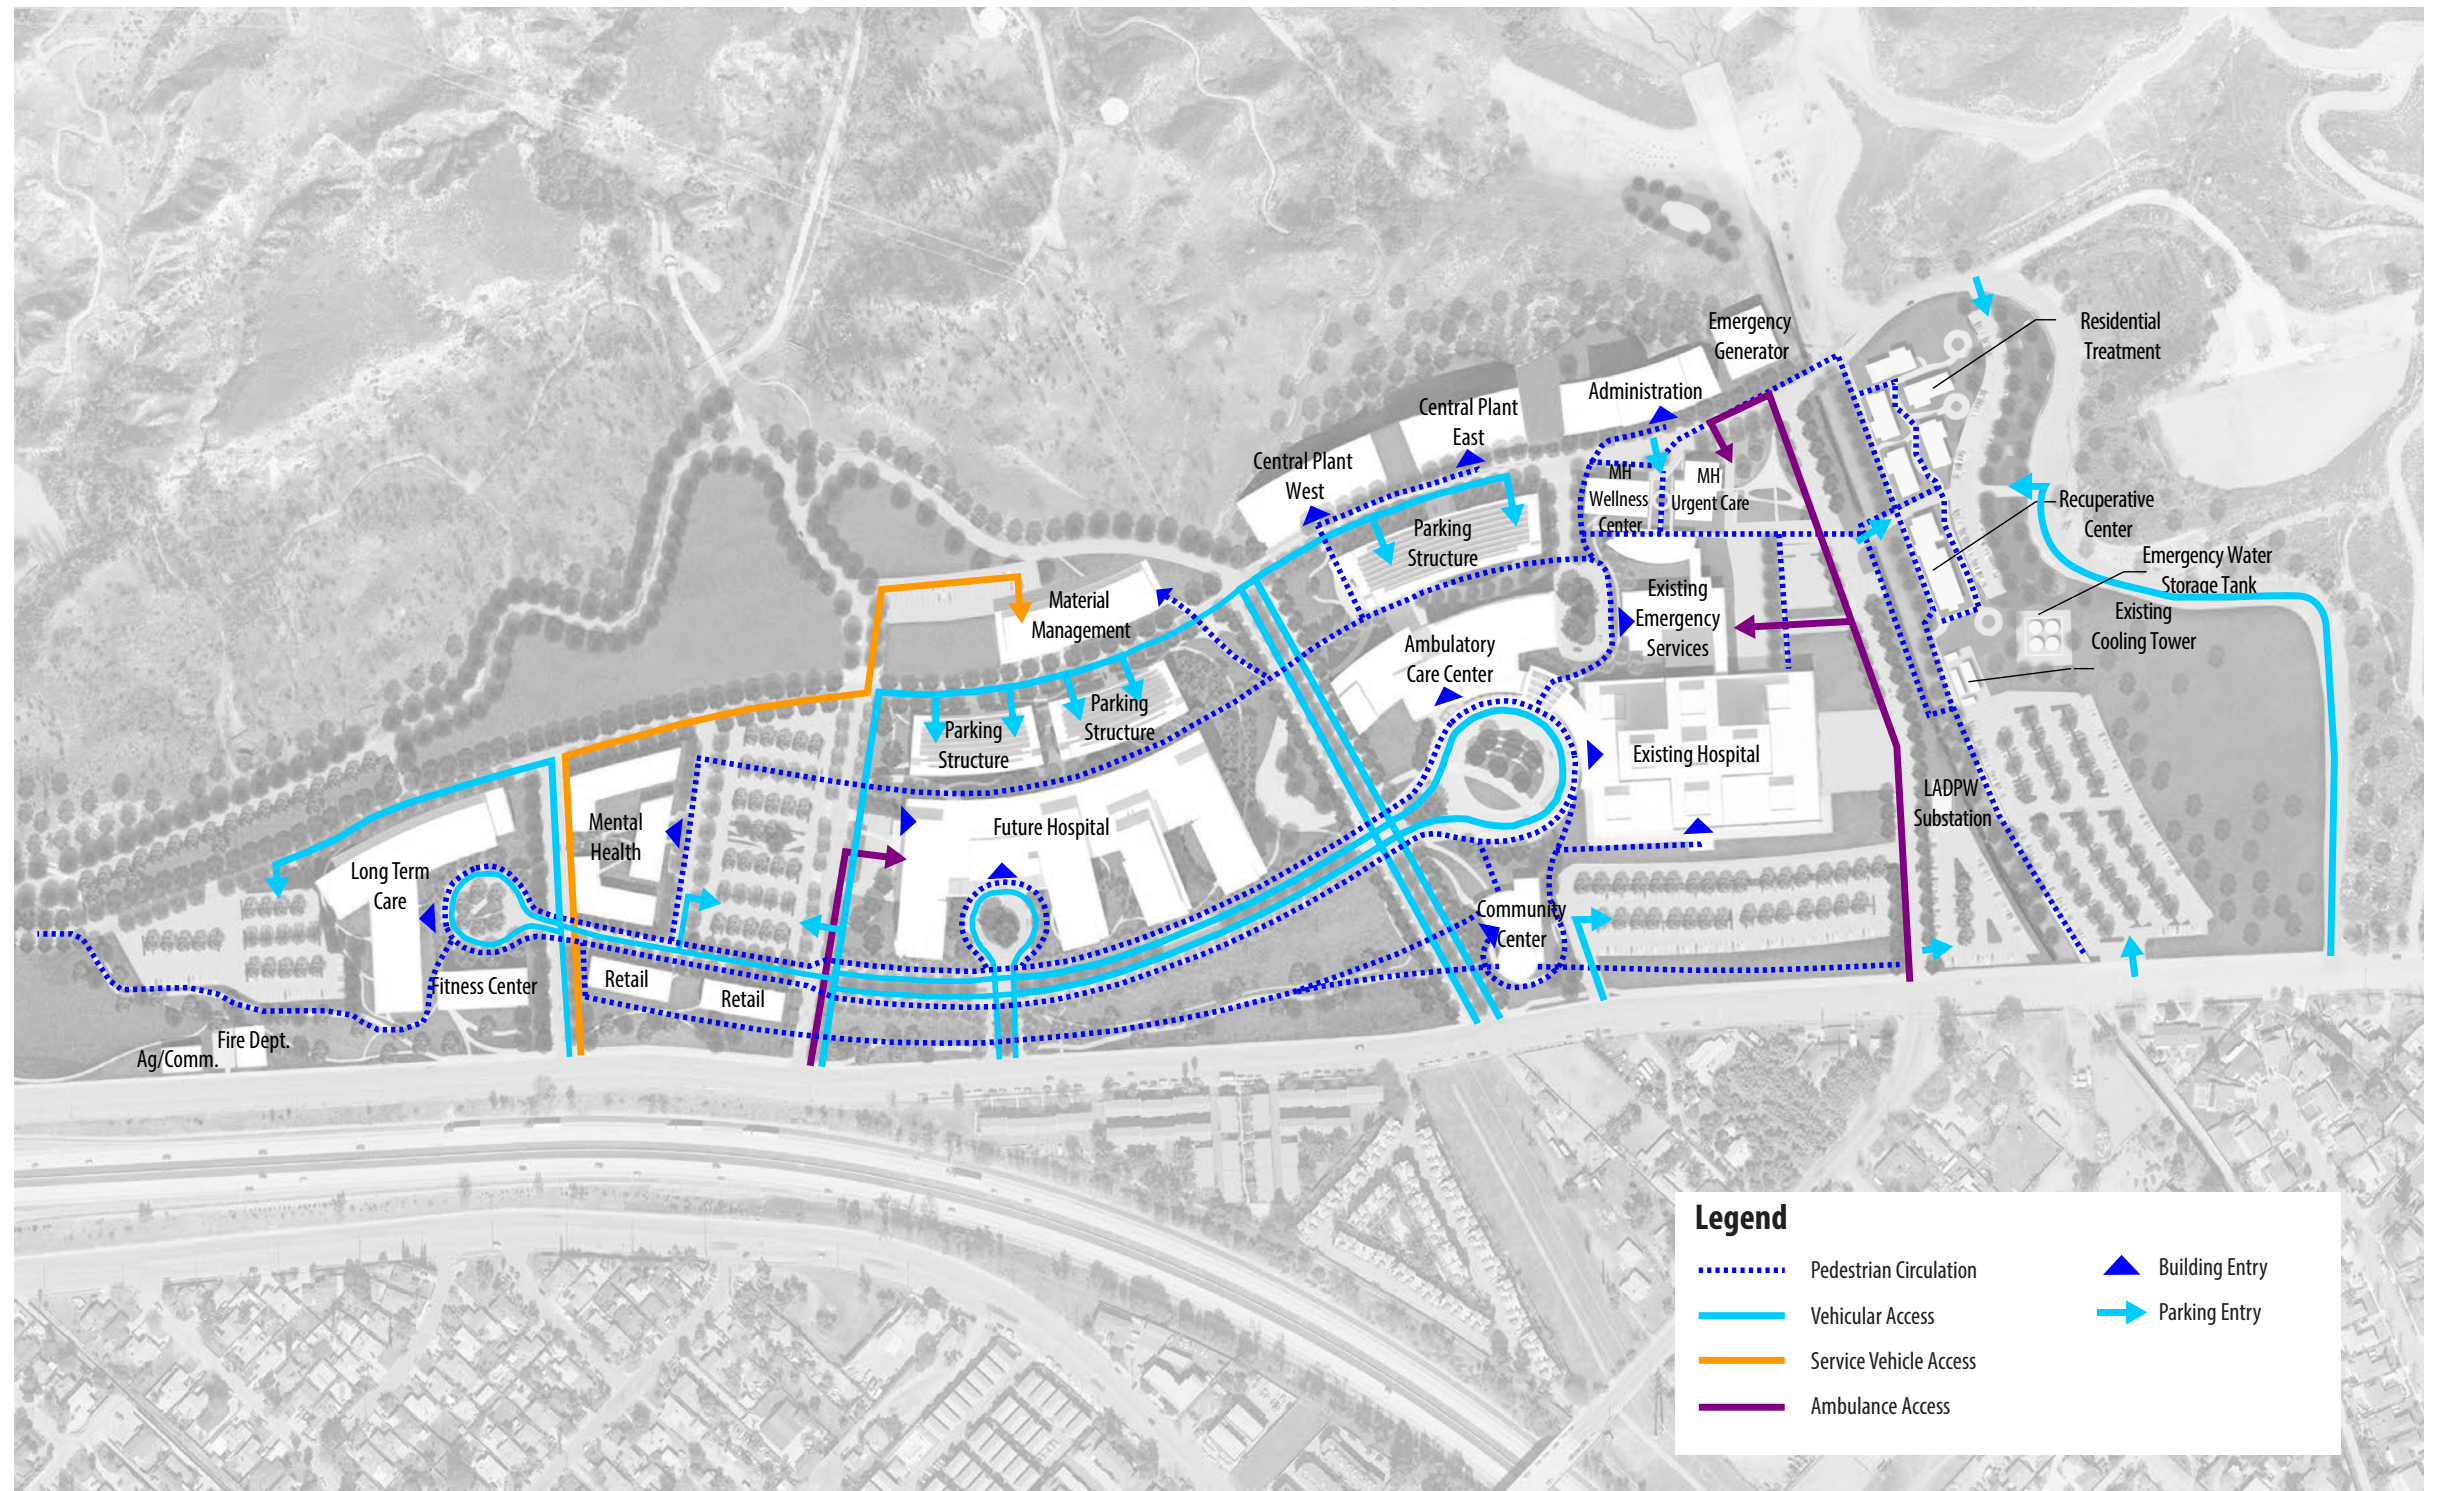 Emergency
Generator
Residential
Treatment
Administration
Central Plant
East
Central Plant
West
MH
Wellness
Center
MH
Urgent Care
Recuperative
Center
Parking
Structure
Emergency Water
Storage Tank
Existing
Cooling Tower
Existing
Emergency
Services
Material
Management
Ambulatory
Care Center
Parking
Structure
Parking
Structure
Existing Hospital
LADPW
Substation
Mental
Health
Future Hospital
Long Term
Care
Community
Center
Fitness Center
Retail
Retail
Fire Dept.
Ag/Comm.
Legend
Pedestrian Circulation
Vehicular Access
Service Vehicle Access
Ambulance Access
Building Entry
Parking Entry